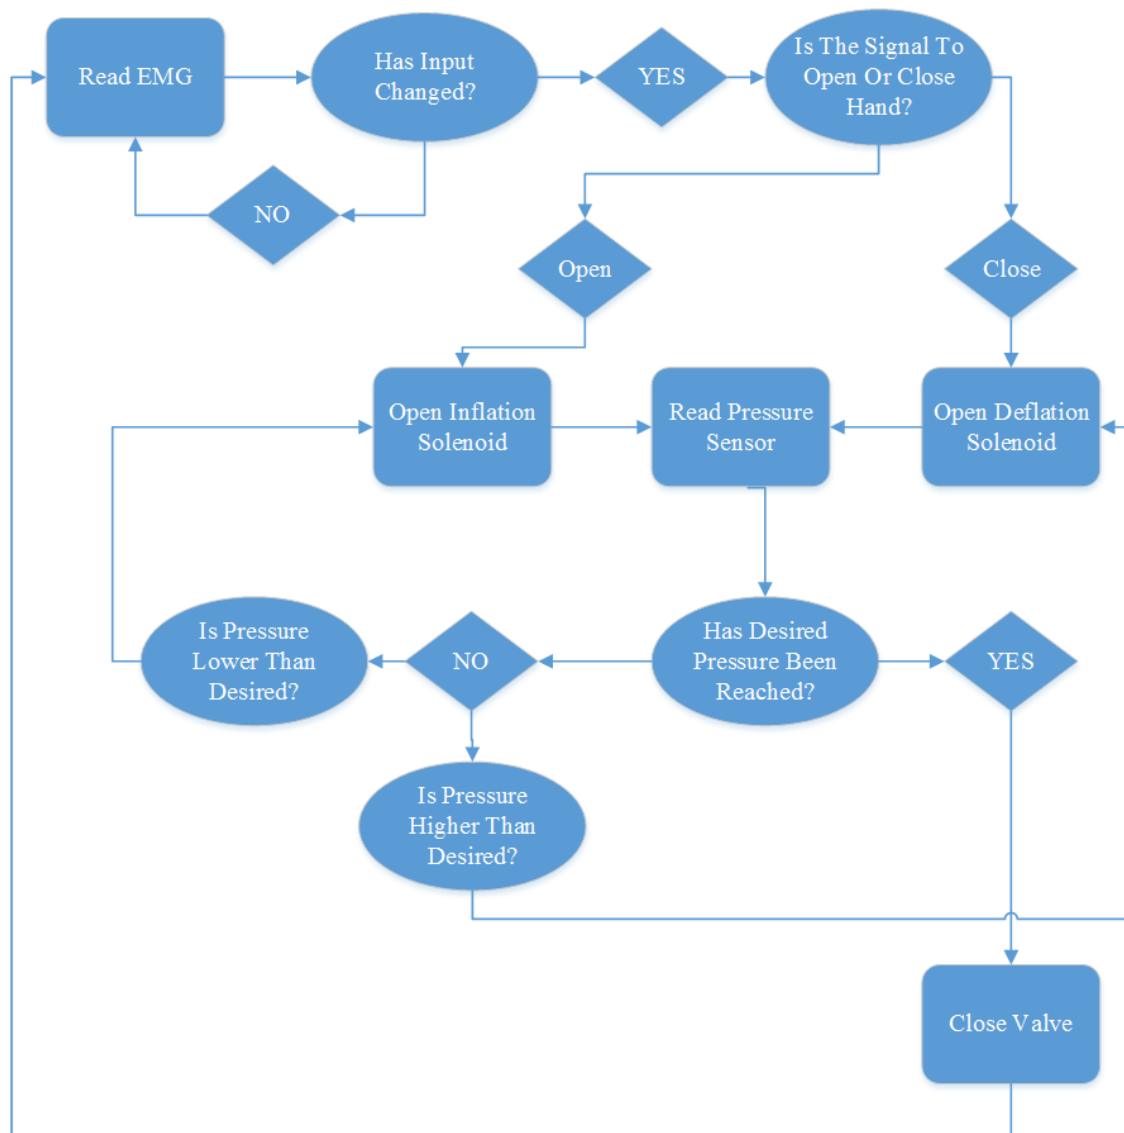 Read EMG
Has Input
Changed?
YES
Is The Signal To
Open Or Close
Hand?
NO
Open
Close
Open Inflation
Solenoid
Read Pressure
Sensor
Open Deflation
Solenoid
Is Pressure
Lower Than
Desired?
NO
Has Desired
Pressure Been
Reached?
YES
Is Pressure
Higher Than
Desired?
Close Valve